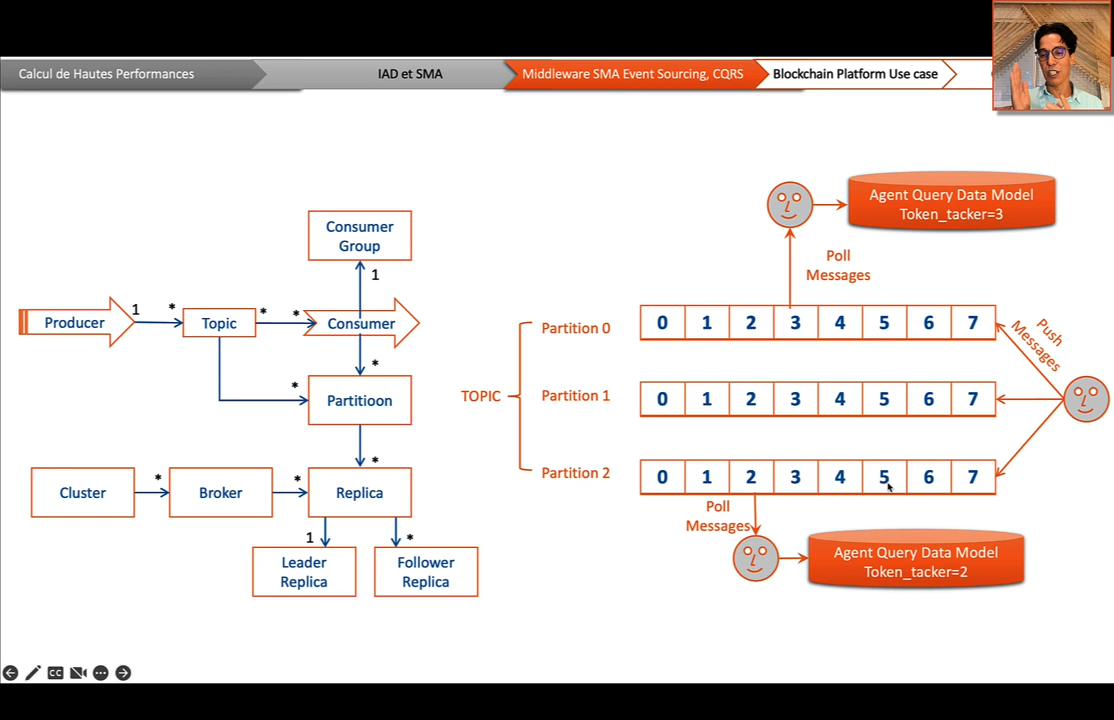 Calcul de Hautes Performances
IAD et SMA
Middleware SMA Event Sourcing, CQRS
Blockchain Platform Use case
Consumer
Group
1
Producer
1
*
Topic
*
*
Consumer
*
*
Partitioon
*
Cluster
*
Broker
*
Replica
1
*
Leader
Replica
Follower
Replica
Agent Query Data Model
Token_tacker=3
Poll
Messages
TOPIC
Partition 0
0 1 2 3 4 5 6 7
Push
Messages
Partition 1
0 1 2 3 4 5 6 7
Partition 2
0 1 2 3 4 5 6 7
Poll
Messages
Agent Query Data Model
Token_tacker=2
CC